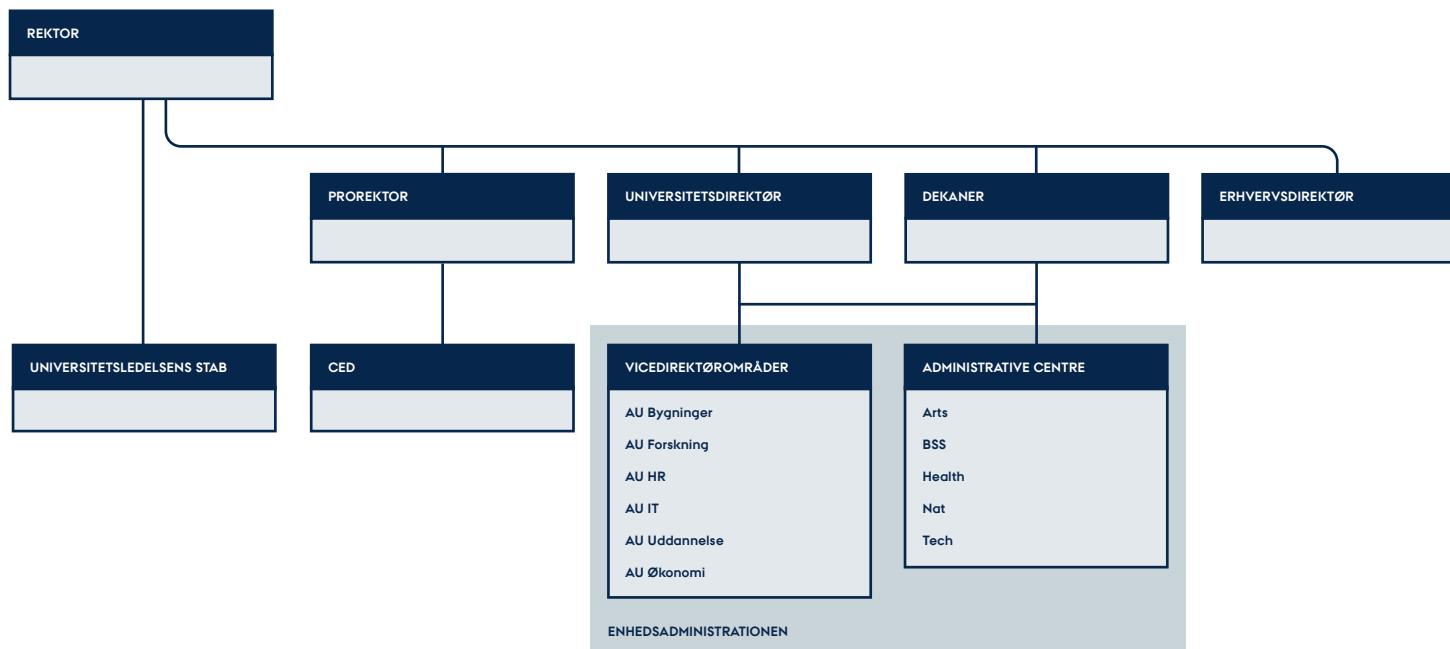 REKTOR
PROREKTOR
UNIVERSITETSDIREKTØR
DEKANER
ERHVERVSDIREKTØR
UNIVERSITETSLEDELSENS STAB
CED
VICEDIREKTØROMRÅDER
AU Bygninger
AU Forskning
AU HR
AU IT
AU Uddannelse
AU Økonomi
ADMINISTRATIVE CENTRE
Arts
BSS
Health
Nat
Tech
ENHEDSADMINISTRATIONEN